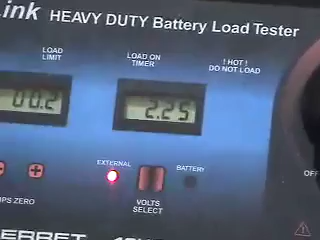 ink HEAVY DUTY Battery Load Tester
LOAD
LIMIT
LOAD ON
TIMER
! HOT !
DO NOT LOAD
00.2
2.25
EXTERNAL
BATTERY
OFF
PS ZERO
VOLTS
SELECT